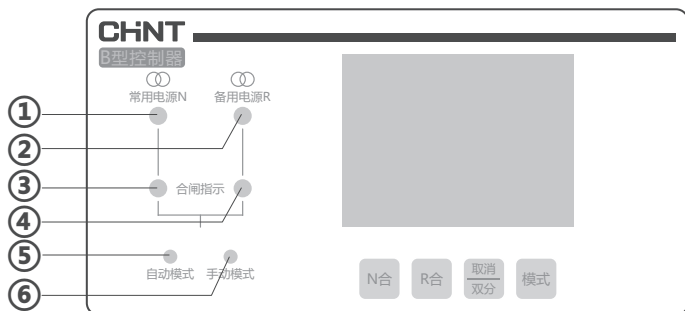 CHNT
B型控制器
常用电源N 备用电源R
①
②
③ 合闸指示
④
⑤
自动模式 手动模式
⑥
N合 R合 取消 模式
双分